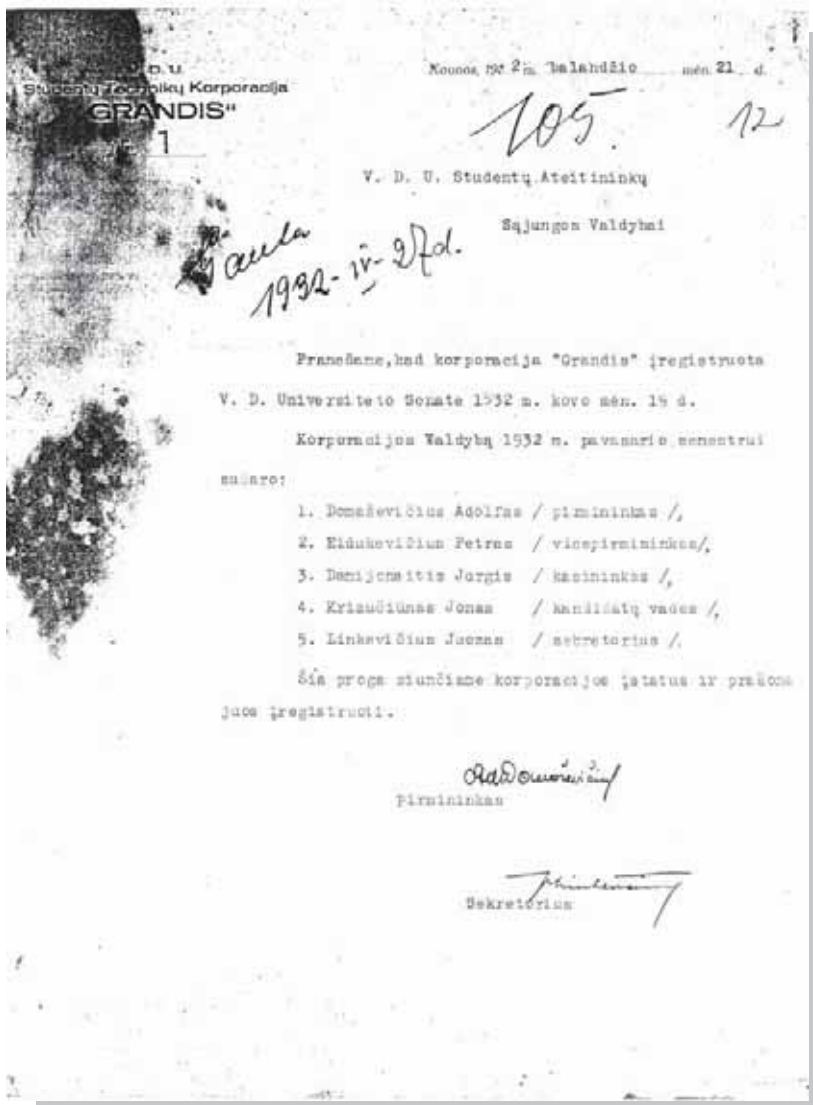 D. U.
Studentų Technikų Korporacija
"GRANDIS"
1
Kaunas, 1932 m. balandžio mėn. 21 d.
105. 12
V. D. U. Studentų Ateitininkų
Sąjungos Valdybai
Gauta
1932-IV-27d.
Pranešame,kad korporacija "Grandis" įregistruota
V. D. Universiteto Senate 1932 m. kovo mėn. d.
Korporacijos Valdybą 1932 m. pavasario semestrui
sudaro:
1. Domaševičius Adolfas / pirmininkas /,
2. Eidukevičius Petras / vicepirmininkas/,
3. Damijonaitis Jurgis / kasininkas /,
4. Kriaučiūnas Jonas / kandidatų vadas /,
5. Linkevičius Juozas / sekretorius /.
Šia proga siunčiame korporacijos įstatus ir prašome
juos įregistruoti.
Pirmininkas
Sekretorius